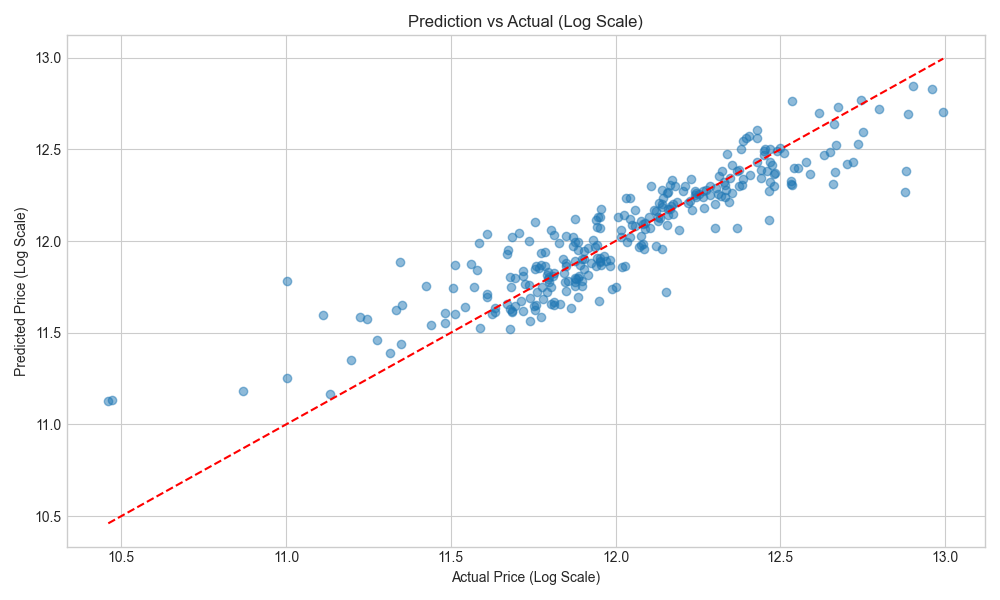 Prediction vs Actual (Log Scale)
13.0
12.5
12.0
11.5
11.0
10.5
Predicted Price (Log Scale)
10.5 11.0 11.5 12.0 12.5 13.0
Actual Price (Log Scale)